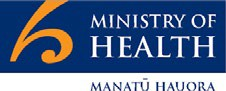 MINISTRY OF
HEALTH
MANATŪ HAUORA